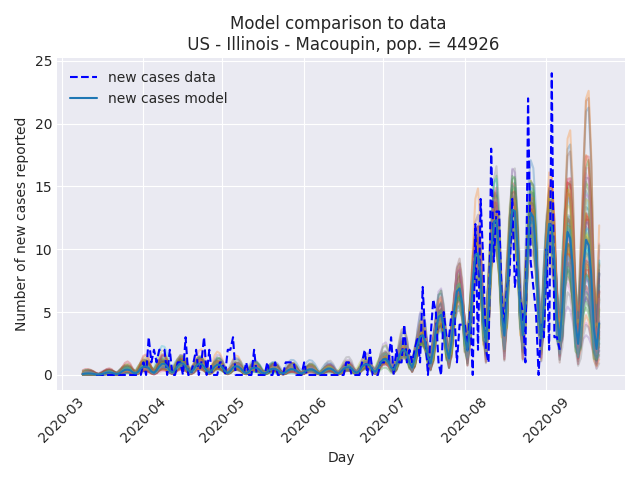 Model comparison to data
US - Illinois - Macoupin, pop. = 44926
new cases data
new cases model
Number of new cases reported
25
20
15
10
5
0
2020-03
2020-04
2020-05
2020-06
2020-07
2020-08
2020-09
Day